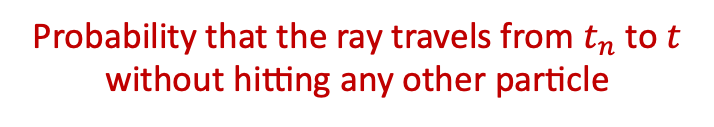 Probability that the ray travels from tₙ to t
without hitting any other particle